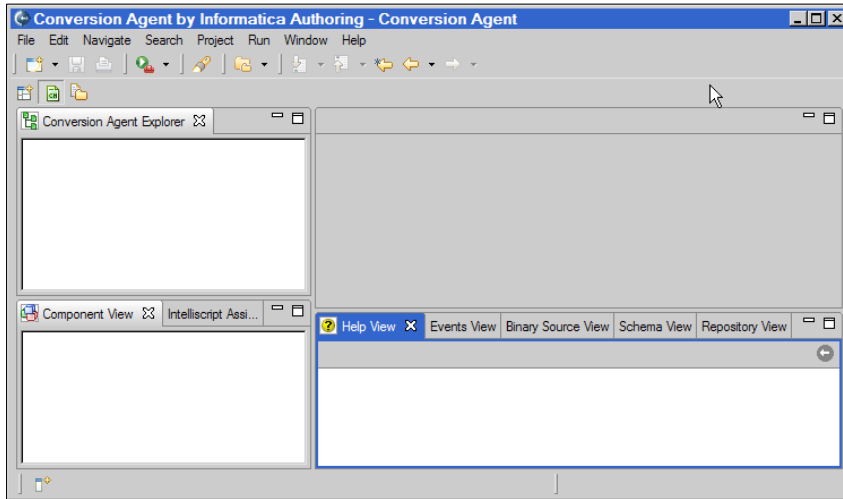 Conversion Agent by Informatica Authoring - Conversion Agent
File Edit Navigate Search Project Run Window Help
Conversion Agent Explorer
Component View Intelliscript Assi...
Help View Events View Binary Source View Schema View Repository View